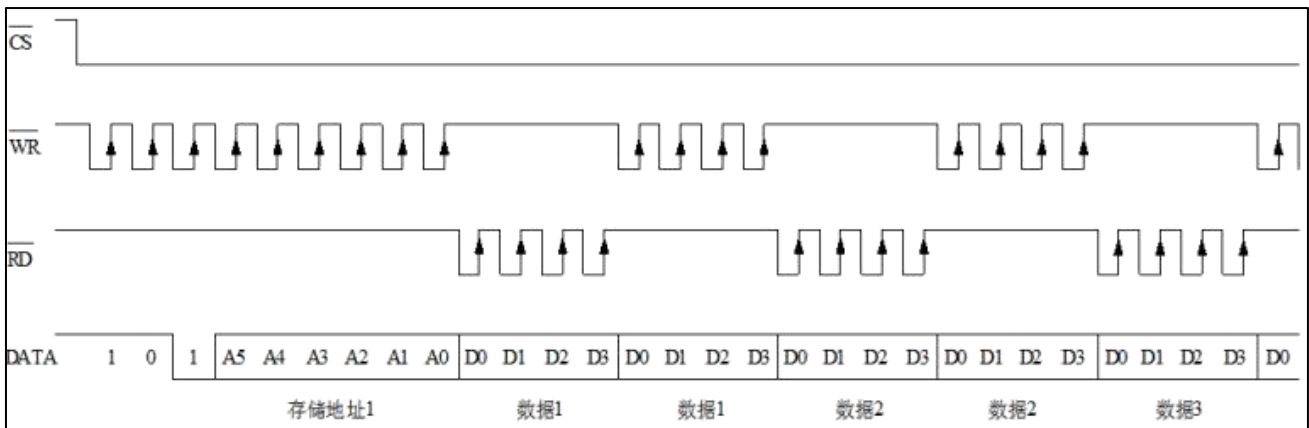 CS
WR
RD
DATA 1 0 1 A5 A4 A3 A2 A1 A0 D0 D1 D2 D3 D0 D1 D2 D3 D0 D1 D2 D3 D0 D1 D2 D3 D0 D1 D2 D3 D0
存储地址1 数据1 数据1 数据2 数据2 数据3